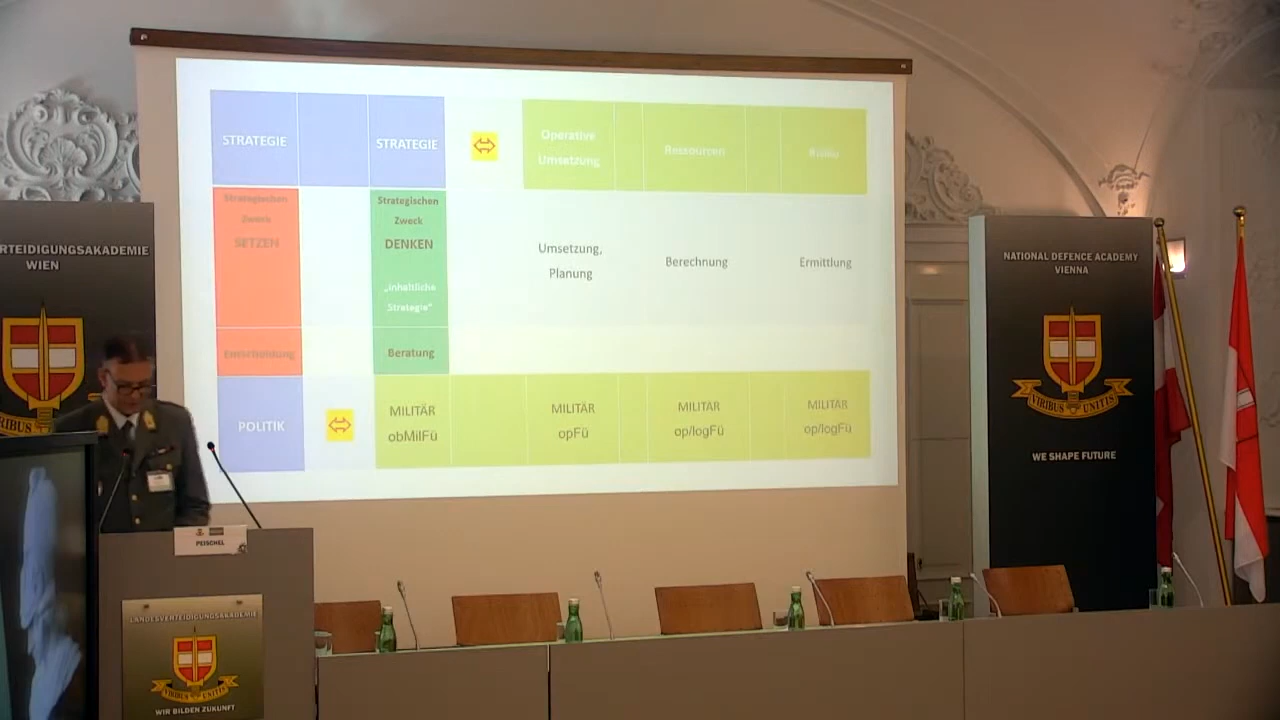 STRATEGIE
STRATEGIE
Operative
Umsetzung
Ressourcen
Risiko
Strategischen
Zweck
SETZEN
Strategischen
Zweck
DENKEN
„inhaltliche
Strategie“
Umsetzung,
Planung
Berechnung
Ermittlung
Entscheidung
Beratung
POLITIK
MILITÄR
obMilFü
MILITÄR
opFü
MILITÄR
op/logFü
MILITÄR
op/logFü
ERTEIDIGUNGSAKADEMIE
WIEN
VIRIBUS
NATIONAL DEFENCE ACADEMY
VIENNA
VIRIBUS UNITIS
WE SHAPE FUTURE
PEISCHEL
LANDESVERTEIDIGUNGSAKADEMIE
VIRIBUS UNITIS
WIR BILDEN ZUKUNFT